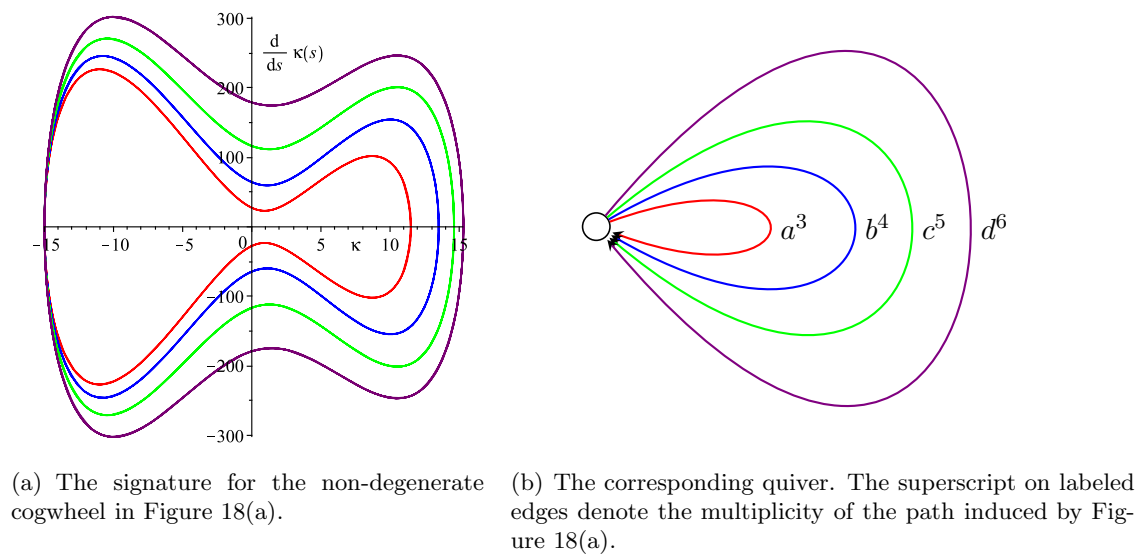 300
d
ds κ(s)
200
100
−15 −10 −5 0 5 κ 10 15
−100
−200
−300
a3 b4 c5 d6
(a) The signature for the non-degenerate
cogwheel in Figure 18(a).
(b) The corresponding quiver. The superscript on labeled
edges denote the multiplicity of the path induced by Fig-
ure 18(a).